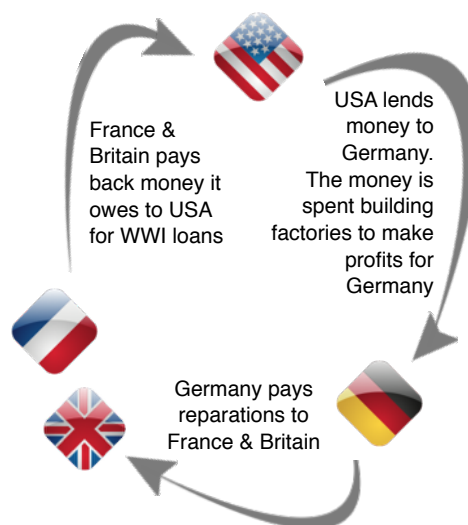 France &
Britain pays
back money it
owes to USA
for WWI loans
USA lends
money to
Germany.
The money is
spent building
factories to make
profits for
Germany
Germany pays
reparations to
France & Britain